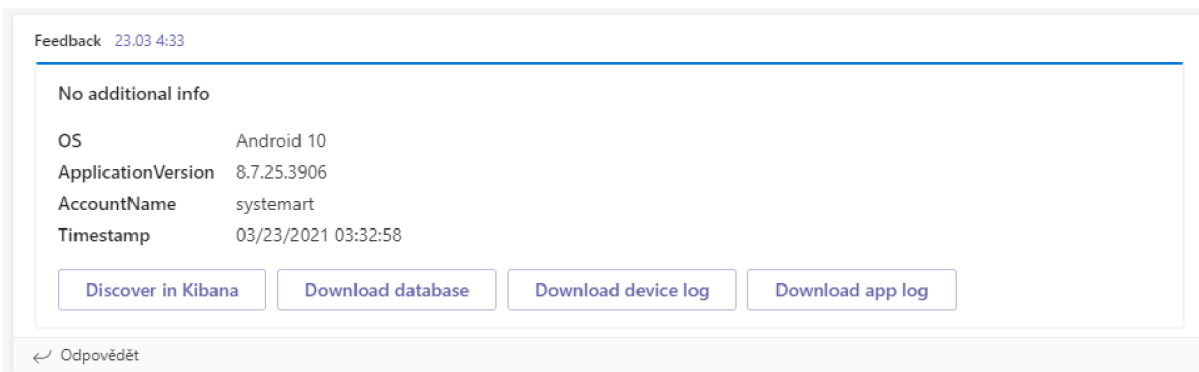 Feedback 23.03 4:33
No additional info
OS Android 10
ApplicationVersion 8.7.25.3906
AccountName systemart
Timestamp 03/23/2021 03:32:58
Discover in Kibana Download database Download device log Download app log
Odpovědět